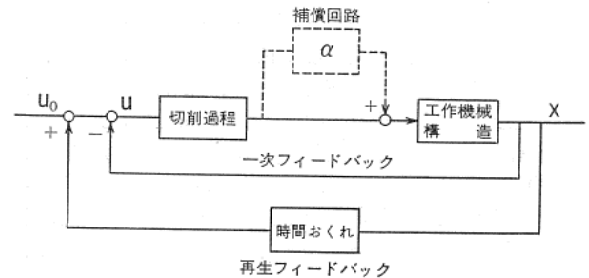 補償回路
α
u₀
u
切削過程
+
工作機械
構造
x
+
−
一次フィードバック
時間おくれ
再生フィードバック